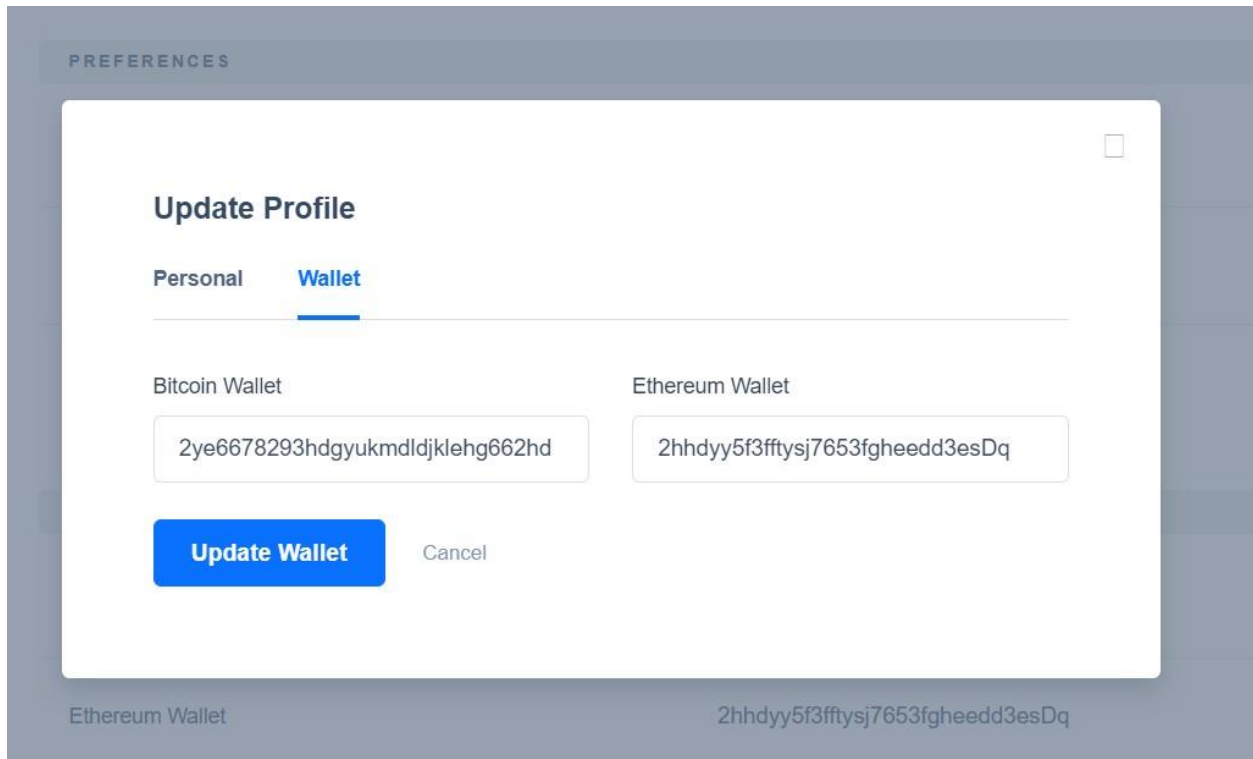 PREFERENCES
Update Profile
Personal Wallet
Bitcoin Wallet Ethereum Wallet
2ye6678293hdgyukmdldjklehg662hd 2hhdyy5f3fftysj7653fgheedd3esDq
Update Wallet Cancel
Ethereum Wallet 2hhdyy5f3fftysj7653fgheedd3esDq